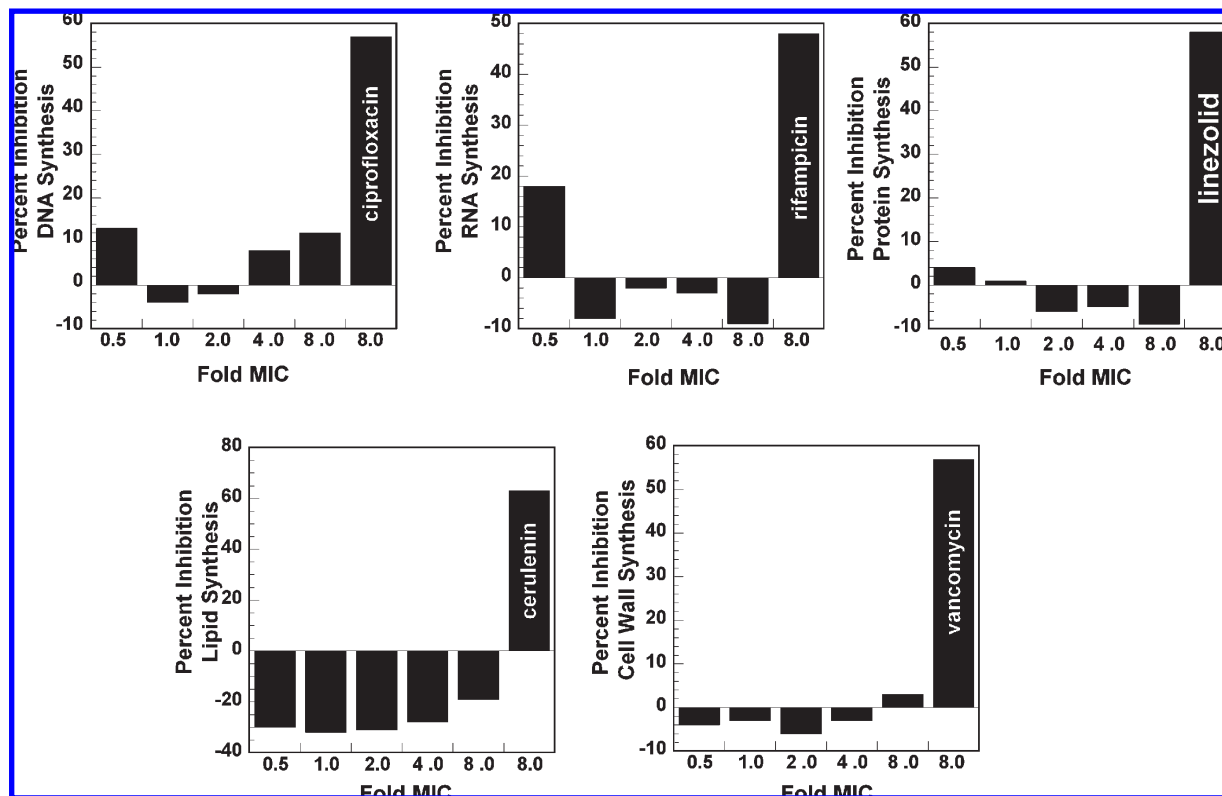 Percent Inhibition
DNA Synthesis
60
50
40
30
20
10
0
-10
ciprofloxacin
0.5 1.0 2.0 4.0 8.0 8.0
Fold MIC
Percent Inhibition
RNA Synthesis
50
40
30
20
10
0
-10
rifampicin
0.5 1.0 2.0 4.0 8.0 8.0
Fold MIC
Percent Inhibition
Protein Synthesis
60
50
40
30
20
10
0
-10
linezolid
0.5 1.0 2.0 4.0 8.0 8.0
Fold MIC
Percent Inhibition
Lipid Synthesis
80
60
40
20
0
-20
-40
cerulenin
0.5 1.0 2.0 4.0 8.0 8.0
Fold MIC
Percent Inhibition
Cell Wall Synthesis
60
50
40
30
20
10
0
-10
vancomycin
0.5 1.0 2.0 4.0 8.0 8.0
Fold MIC